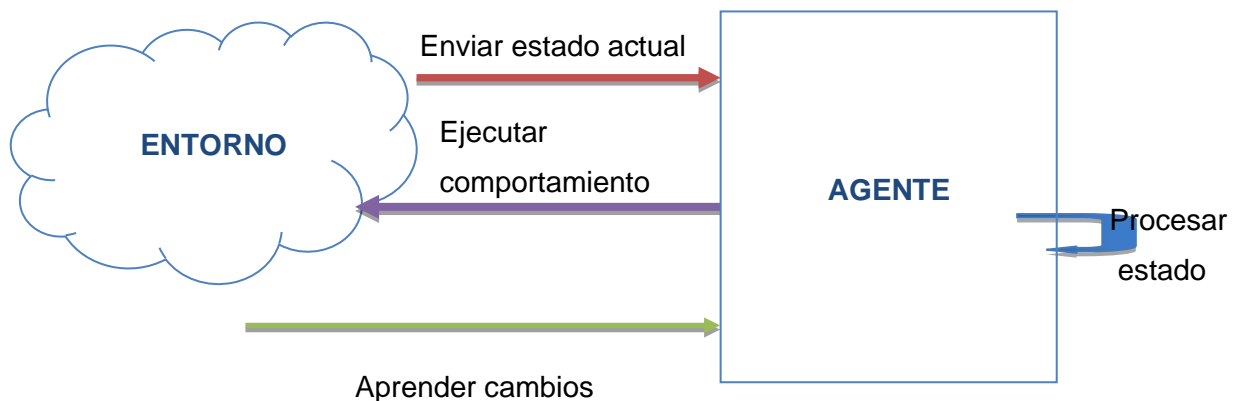 Enviar estado actual
ENTORNO
Ejecutar
comportamiento
AGENTE
Procesar
estado
Aprender cambios